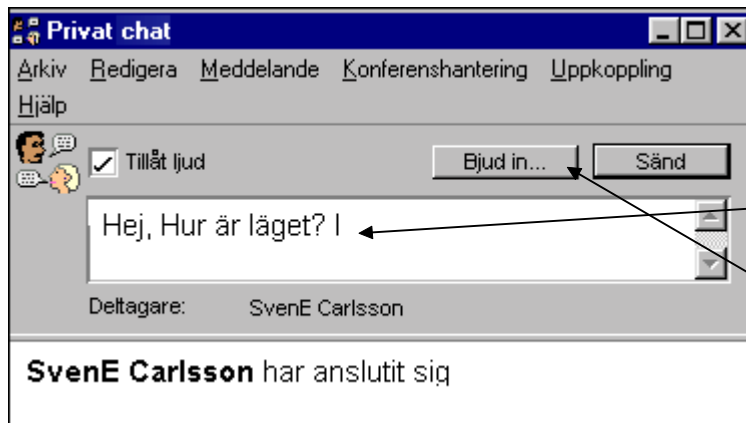 Privat chat
Arkiv Redigera Meddelande Konferenshantering Uppkoppling
Hjälp
Tillåt ljud Bjud in... Sänd
Hej, Hur är läget? I
Deltagare: SvenE Carlsson
SvenE Carlsson har anslutit sig